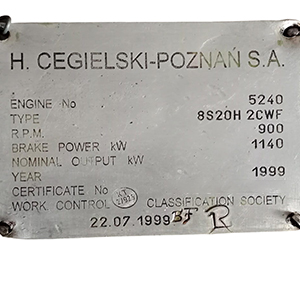 H. CEGIELSKI-POZNAŃ S.A.
ENGINE No 5240
TYPE 8S20H 2CWF
R.P.M. 900
BRAKE POWER kW 1140
NOMINAL OUTPUT kW
YEAR 1999
CERTIFICATE No
WORK CONTROL CLASSIFICATION SOCIETY
22.07.1999